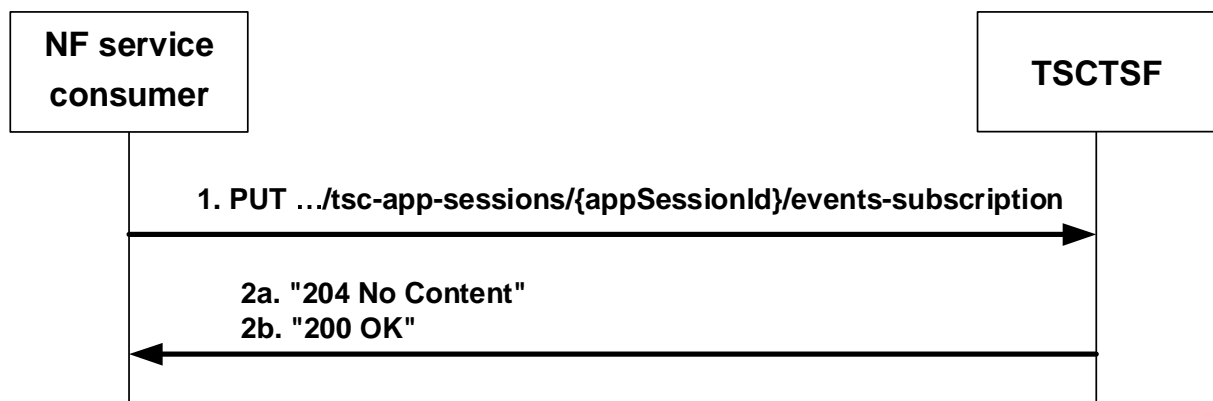 NF service
consumer
TSCTSF
1. PUT …/tsc-app-sessions/{appSessionId}/events-subscription
2a. "204 No Content"
2b. "200 OK"